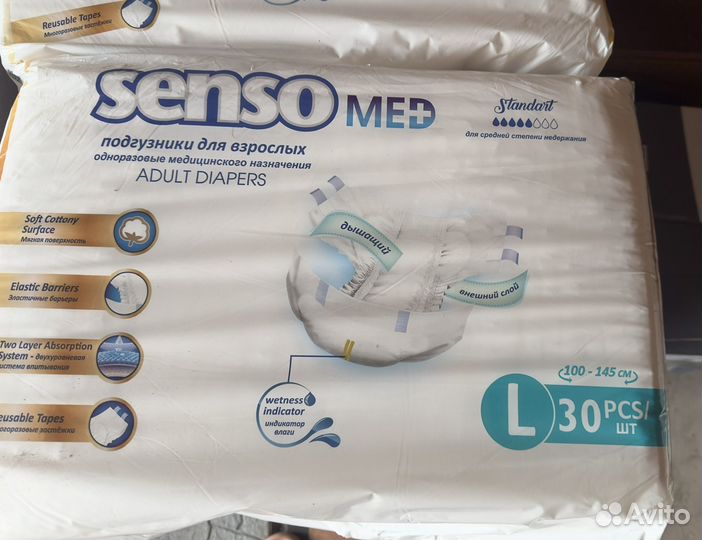 Reusable Tapes
Многоразовые застёжки
senso MED
Standart
для средней степени недержания
подгузники для взрослых
одноразовые медицинского назначения
ADULT DIAPERS
Soft Cottony
Surface
Мягкая поверхность
Elastic Barriers
Эластичные барьеры
Two Layer Absorption
System - двухуровневая
система впитывания
Reusable Tapes
Многоразовые застёжки
дышащий
внешний слой
wetness
indicator
индикатор
влаги
100 - 145 см
L 30 PCS/
шт
Avito